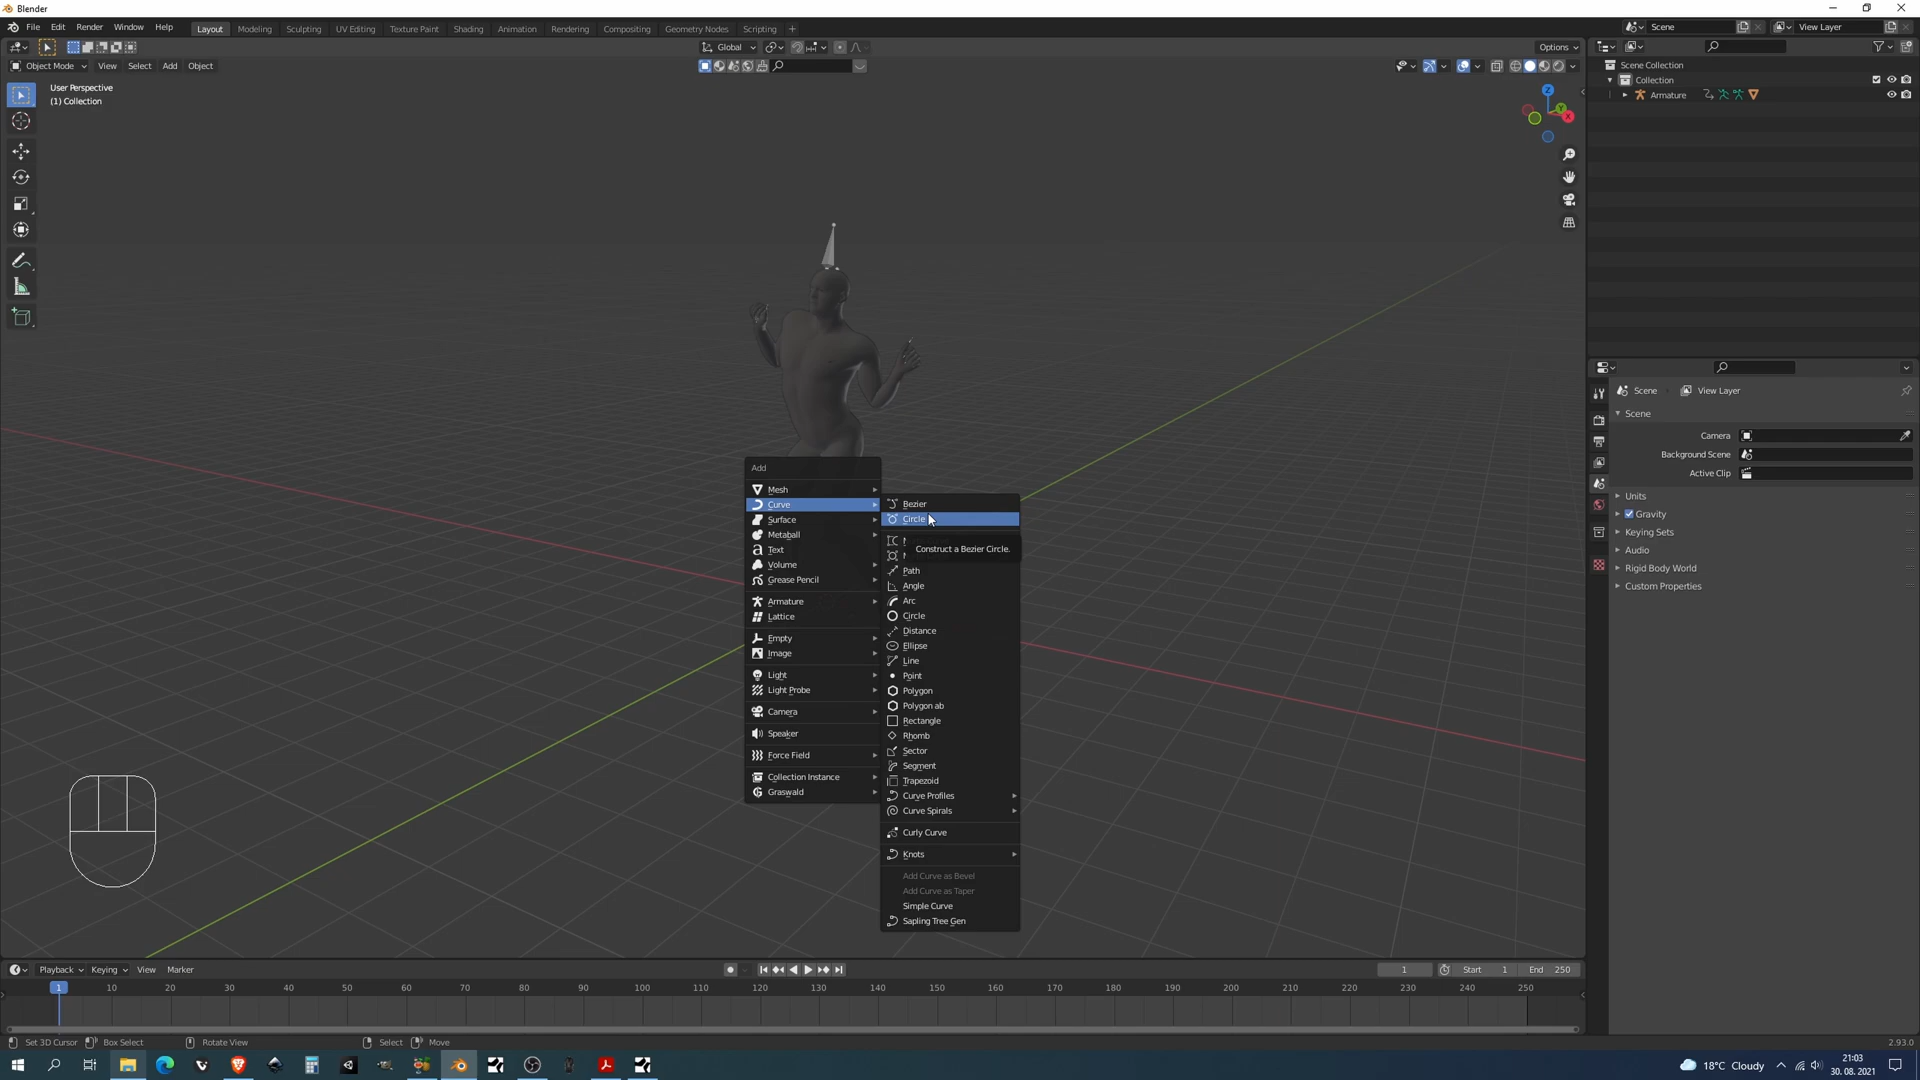 Blender
File Edit Render Window Help
Layout Modeling Sculpting UV Editing Texture Paint Shading Animation Rendering Compositing Geometry Nodes Scripting +
Scene
View Layer
Global
Options
Object Mode View Select Add Object
User Perspective
(1) Collection
Z
Y
X
Scene Collection
Collection
Armature
Scene View Layer
Scene
Camera
Background Scene
Active Clip
Units
Gravity
Keying Sets
Audio
Rigid Body World
Custom Properties
Add
Mesh
Curve
Surface
Metaball
Text
Volume
Grease Pencil
Armature
Lattice
Empty
Image
Light
Light Probe
Camera
Speaker
Force Field
Collection Instance
Graswald
Bezier
Circle
Construct a Bezier Circle.
Path
Angle
Arc
Circle
Distance
Ellipse
Line
Point
Polygon
Polygon ab
Rectangle
Rhomb
Sector
Segment
Trapezoid
Curve Profiles
Curve Spirals
Curly Curve
Knots
Add Curve as Bevel
Add Curve as Taper
Simple Curve
Sapling Tree Gen
Playback Keying View Marker
1 Start 1 End 250
1 10 20 30 40 50 60 70 80 90 100 110 120 130 140 150 160 170 180 190 200 210 220 230 240 250
Set 3D Cursor Box Select Rotate View Select Move
2.93.0
18°C Cloudy
21:03
30. 08. 2021